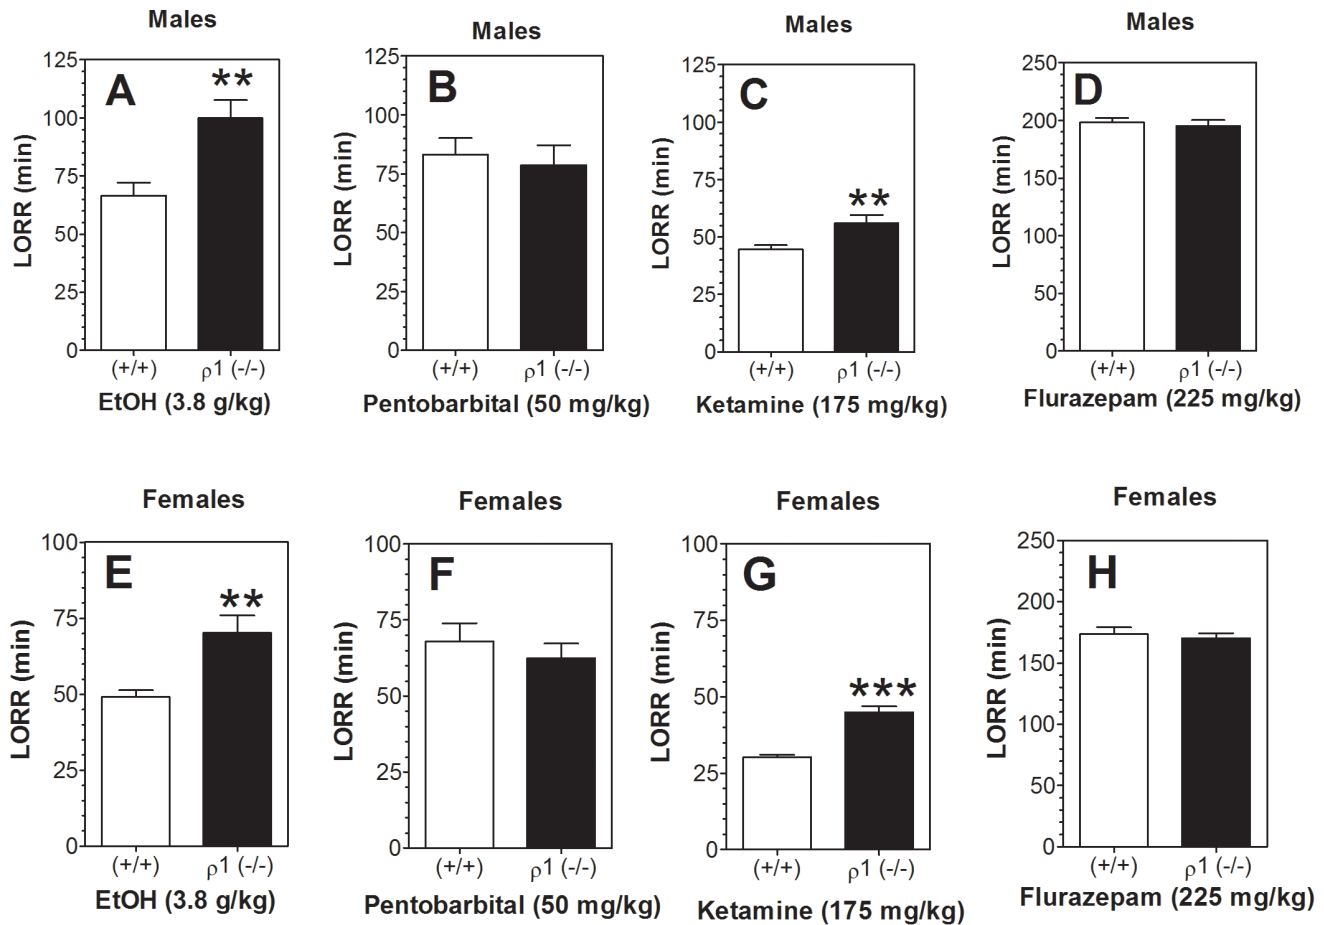 Males
A
**
LORR (min)
125
100
75
50
25
0
(+/+)
ρ1 (-/-)
EtOH (3.8 g/kg)
Males
B
LORR (min)
125
100
75
50
25
0
(+/+)
ρ1 (-/-)
Pentobarbital (50 mg/kg)
Males
C
**
LORR (min)
125
100
75
50
25
0
(+/+)
ρ1 (-/-)
Ketamine (175 mg/kg)
Males
D
LORR (min)
250
200
150
200
100
50
0
(+/+)
ρ1 (-/-)
Flurazepam (225 mg/kg)
Females
E
**
LORR (min)
100
75
50
25
0
(+/+)
ρ1 (-/-)
EtOH (3.8 g/kg)
Females
F
LORR (min)
100
75
50
25
0
(+/+)
ρ1 (-/-)
Pentobarbital (50 mg/kg)
Females
G
***
LORR (min)
100
75
50
25
0
(+/+)
ρ1 (-/-)
Ketamine (175 mg/kg)
Females
H
LORR (min)
250
200
150
100
50
0
(+/+)
ρ1 (-/-)
Flurazepam (225 mg/kg)